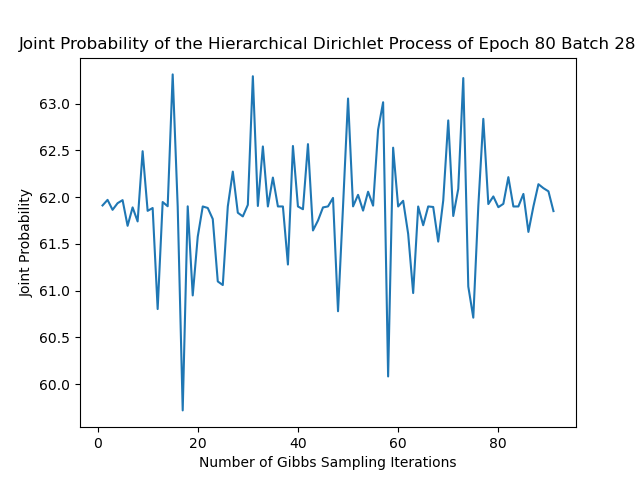 Joint Probability of the Hierarchical Dirichlet Process of Epoch 80 Batch 28
63.0
62.5
62.0
61.5
61.0
60.5
60.0
Joint Probability
0 20 40 60 80
Number of Gibbs Sampling Iterations